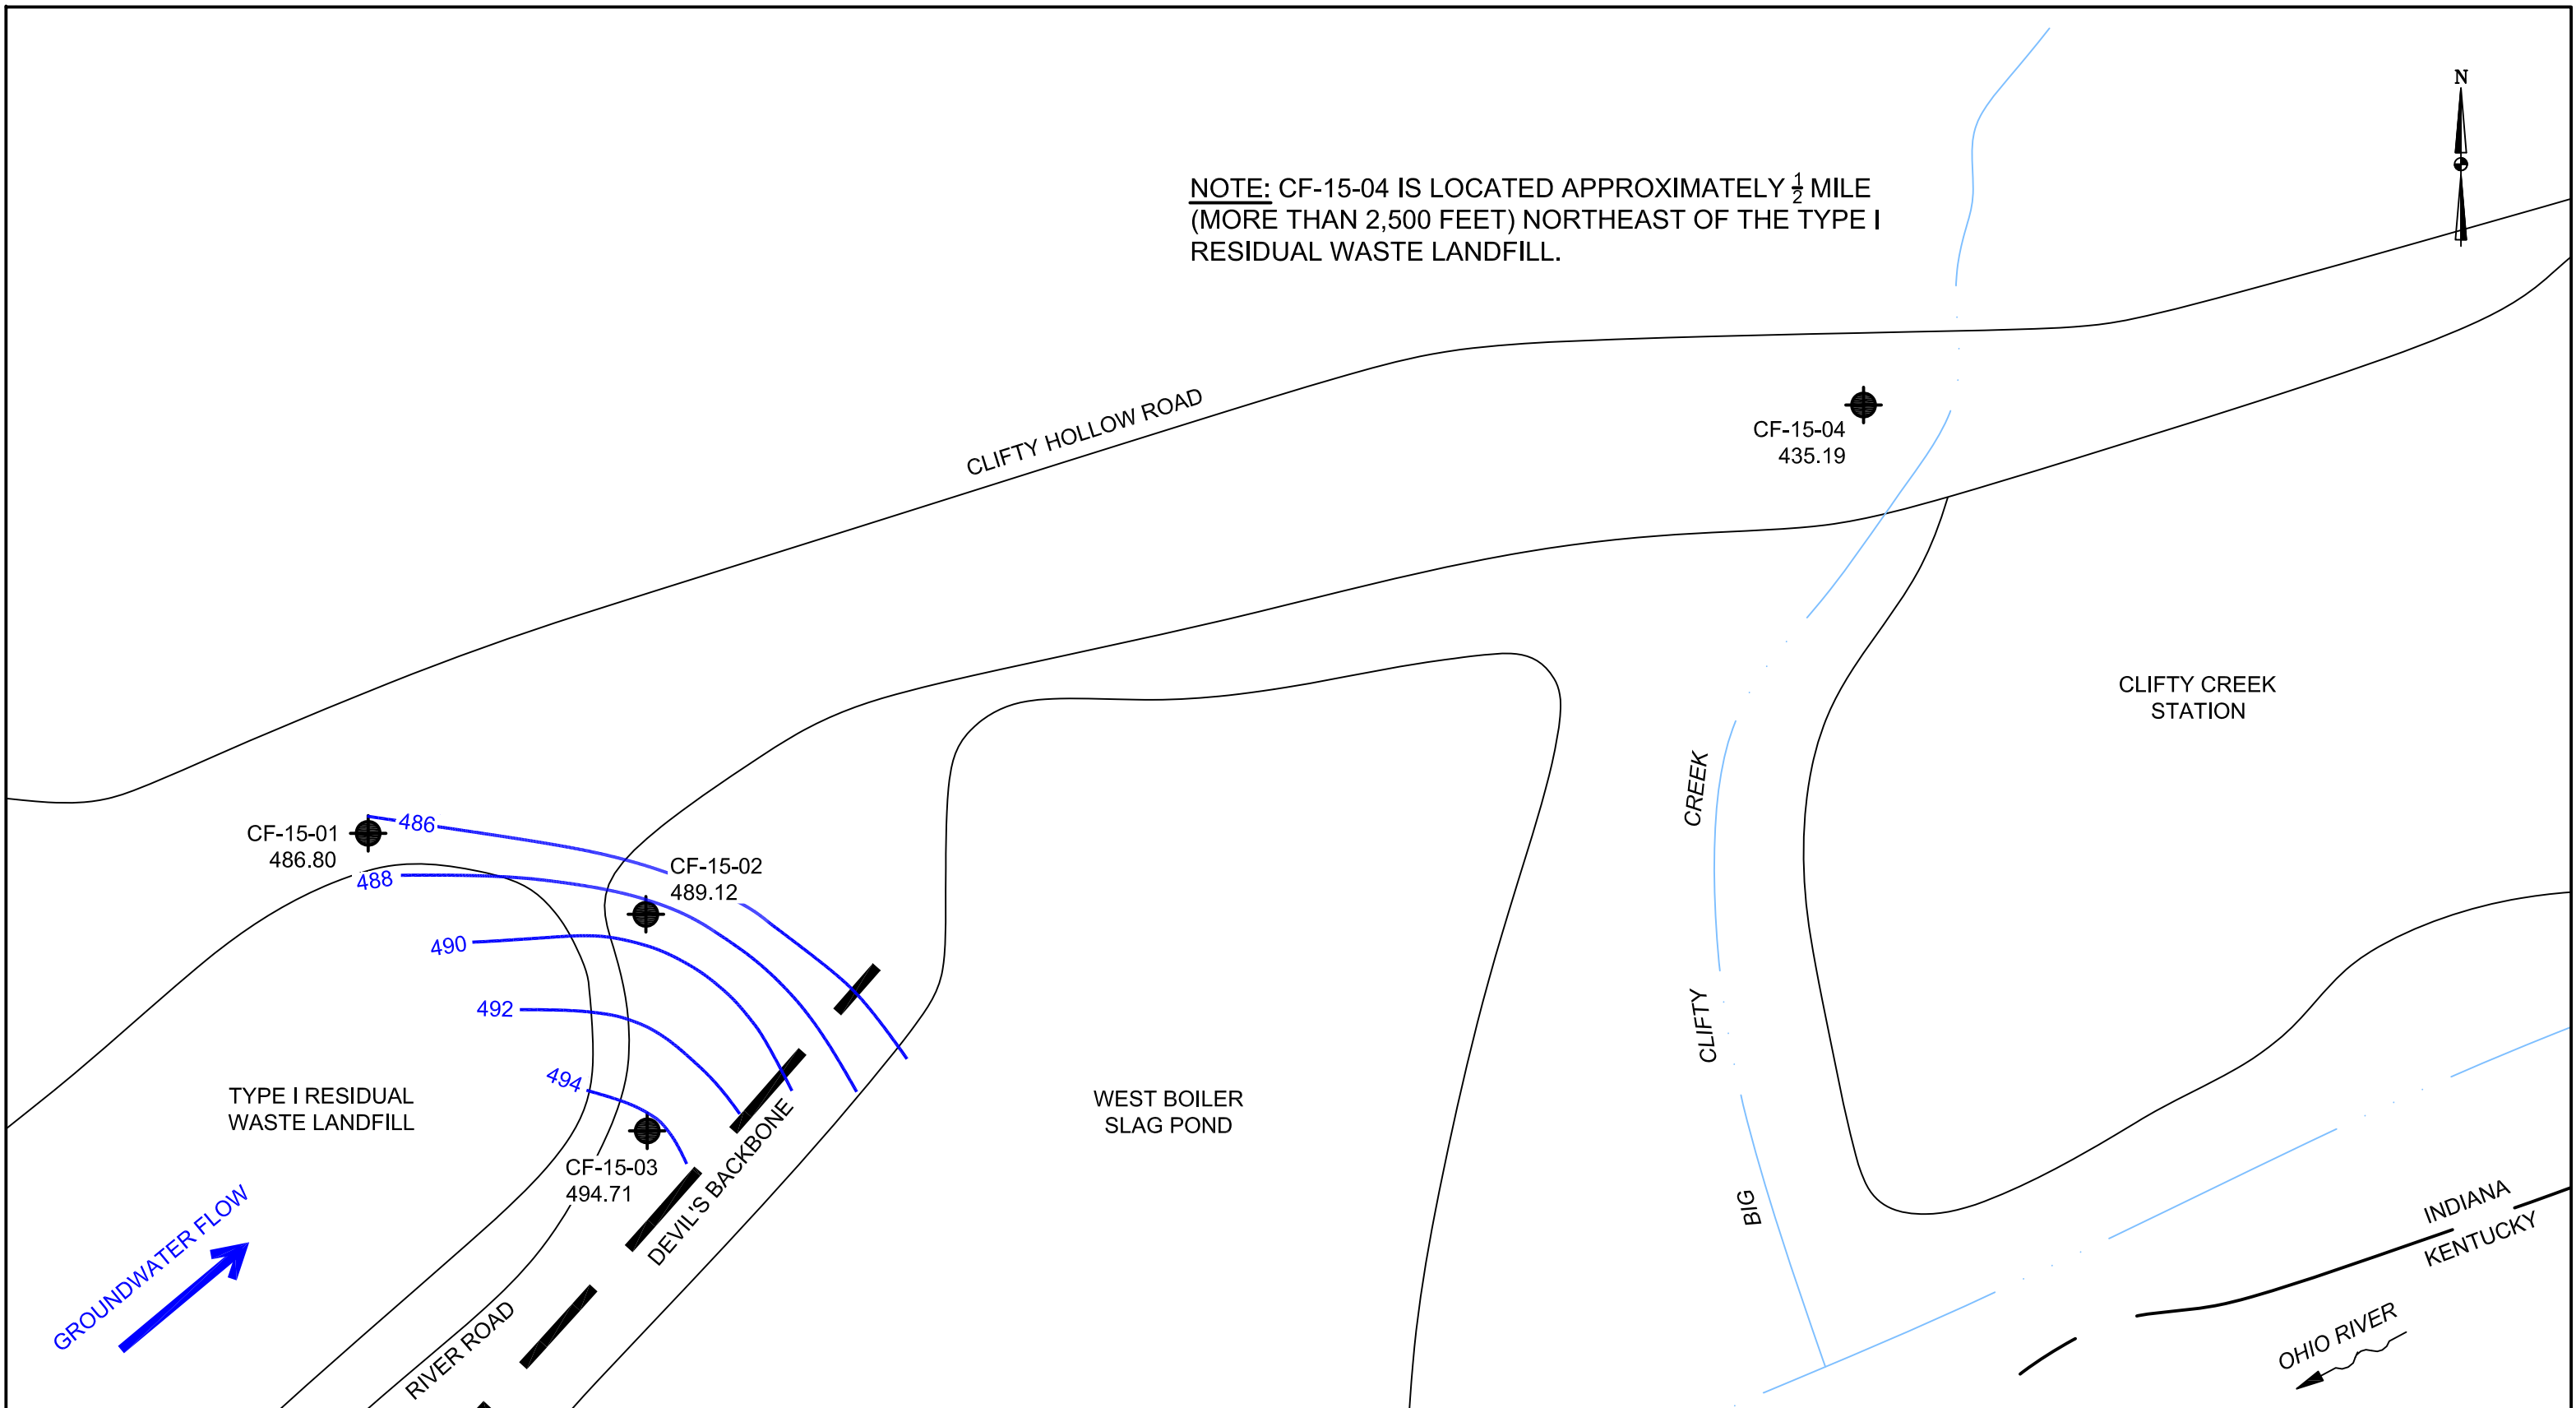 N
NOTE: CF-15-04 IS LOCATED APPROXIMATELY 1/2 MILE
(MORE THAN 2,500 FEET) NORTHEAST OF THE TYPE I
RESIDUAL WASTE LANDFILL.
CLIFTY HOLLOW ROAD
CF-15-04
435.19
CLIFTY CREEK
STATION
CF-15-01
486.80
486
CF-15-02
489.12
488
490
492
494
CF-15-03
494.71
TYPE I RESIDUAL
WASTE LANDFILL
WEST BOILER
SLAG POND
BIG CLIFTY CREEK
DEVIL'S BACKBONE
GROUNDWATER FLOW
RIVER ROAD
INDIANA
KENTUCKY
OHIO RIVER